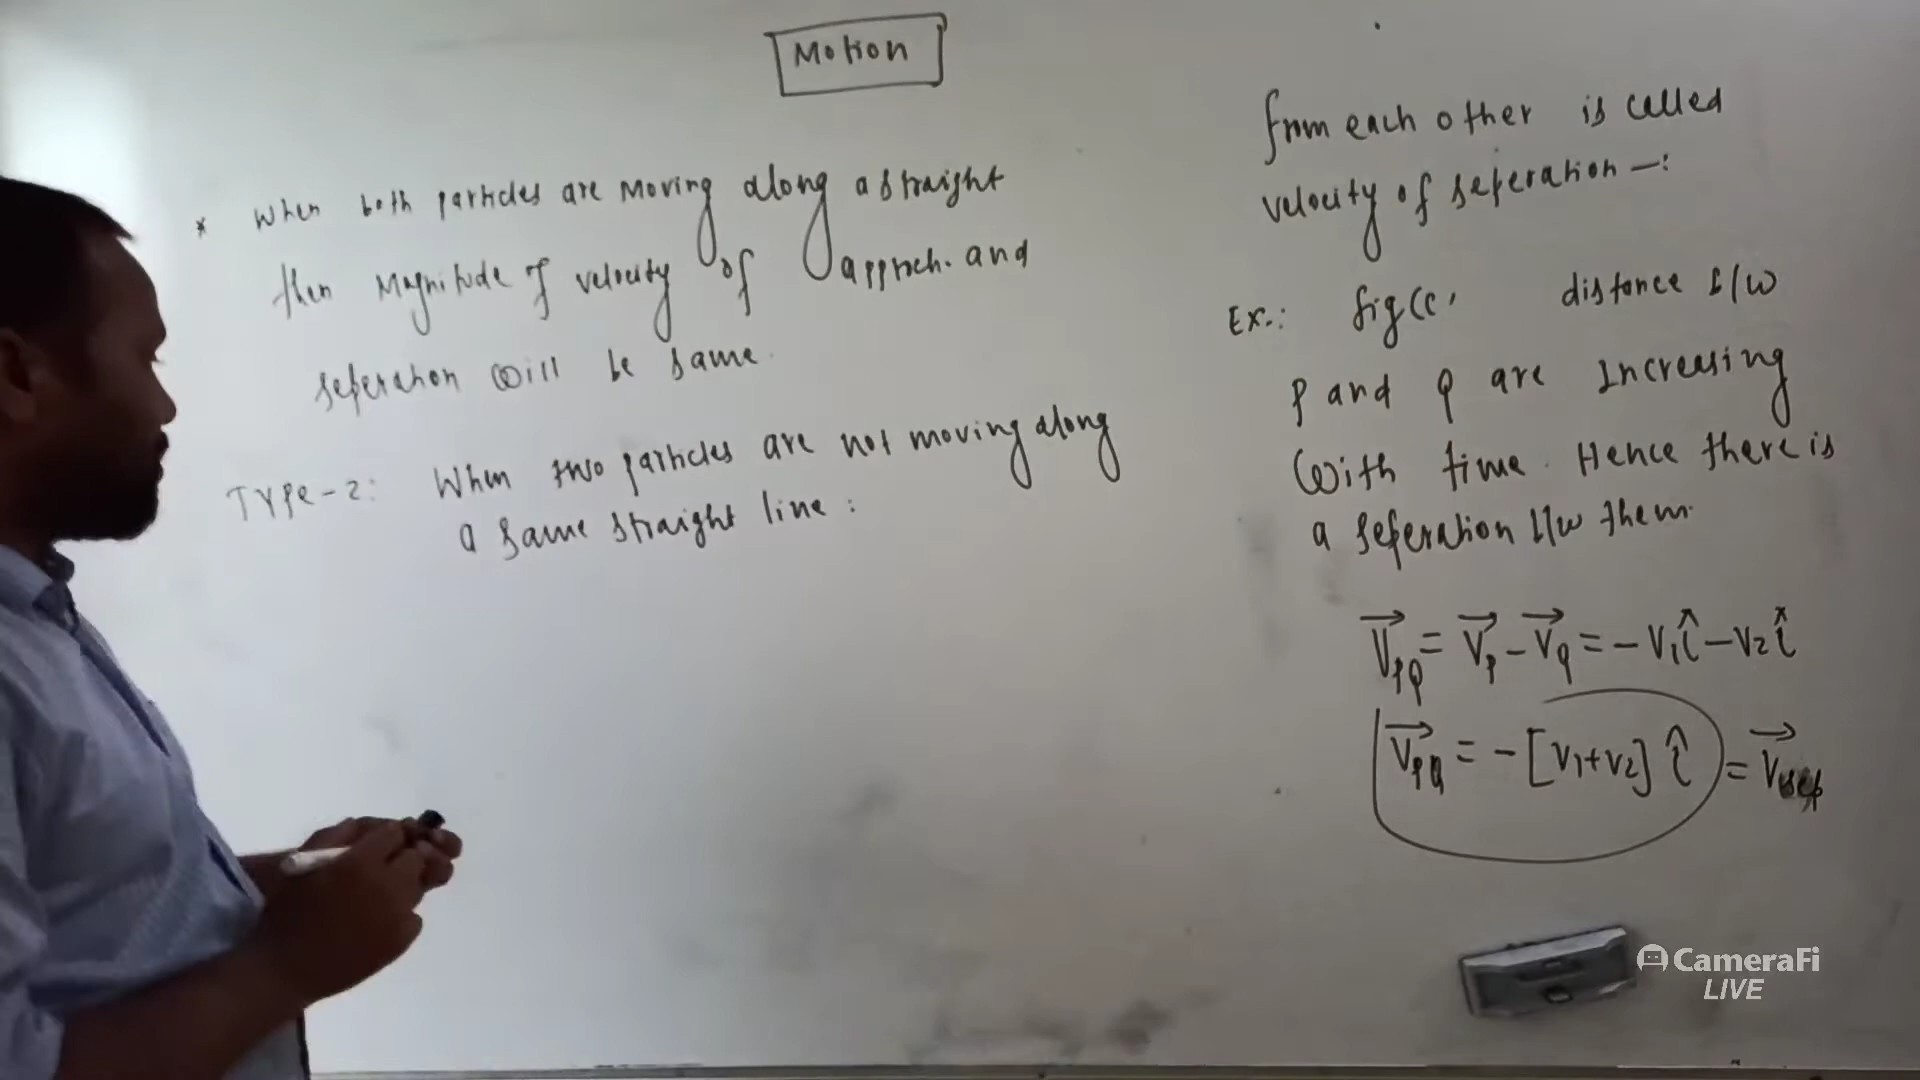 Motion
* When both particles are moving along a straight
then magnitude of velocity of approch. and
seperation will be same.
TYPE-2: When two particles are not moving along
a same straight line :
from each other is called
velocity of seperation —:
Ex.: fig(c) distance b/w
P and Q are Increasing
With time. Hence there is
a seperation b/w them.
V⃗PQ = V⃗P - V⃗Q = -V1î - V2î
V⃗PQ = -[V1+V2] î = V⃗sep
CameraFi
LIVE